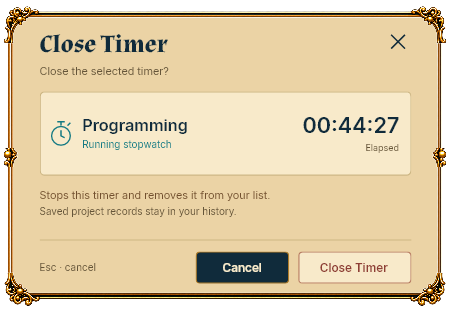 Close Timer
Close the selected timer?
Programming
Running stopwatch
00:44:27
Elapsed
Stops this timer and removes it from your list.
Saved project records stay in your history.
Esc · cancel
Cancel
Close Timer